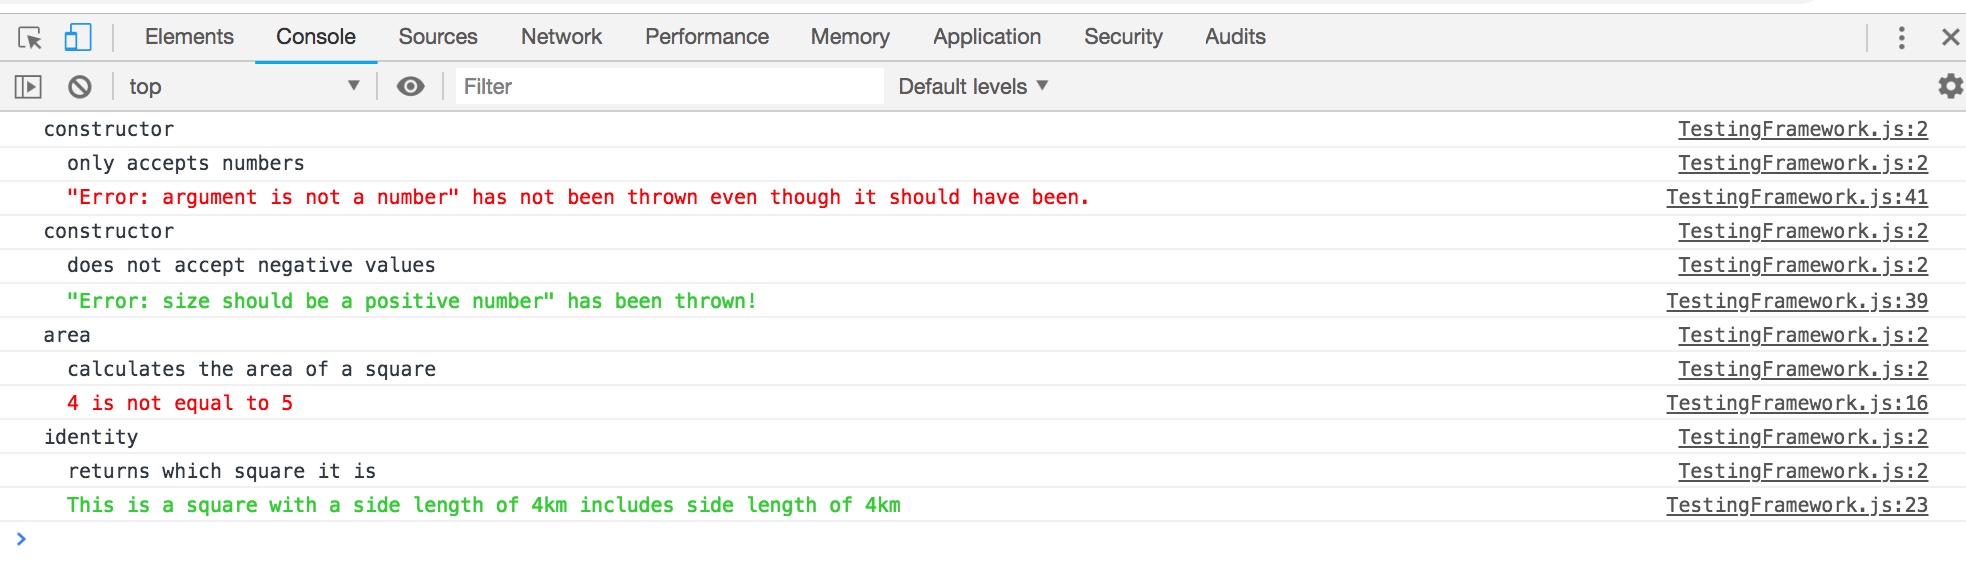 Elements Console Sources Network Performance Memory Application Security Audits
top Filter Default levels
constructor TestingFramework.js:2
only accepts numbers TestingFramework.js:2
"Error: argument is not a number" has not been thrown even though it should have been. TestingFramework.js:41
constructor TestingFramework.js:2
does not accept negative values TestingFramework.js:2
"Error: size should be a positive number" has been thrown! TestingFramework.js:39
area TestingFramework.js:2
calculates the area of a square TestingFramework.js:2
4 is not equal to 5 TestingFramework.js:16
identity TestingFramework.js:2
returns which square it is TestingFramework.js:2
This is a square with a side length of 4km includes side length of 4km TestingFramework.js:23